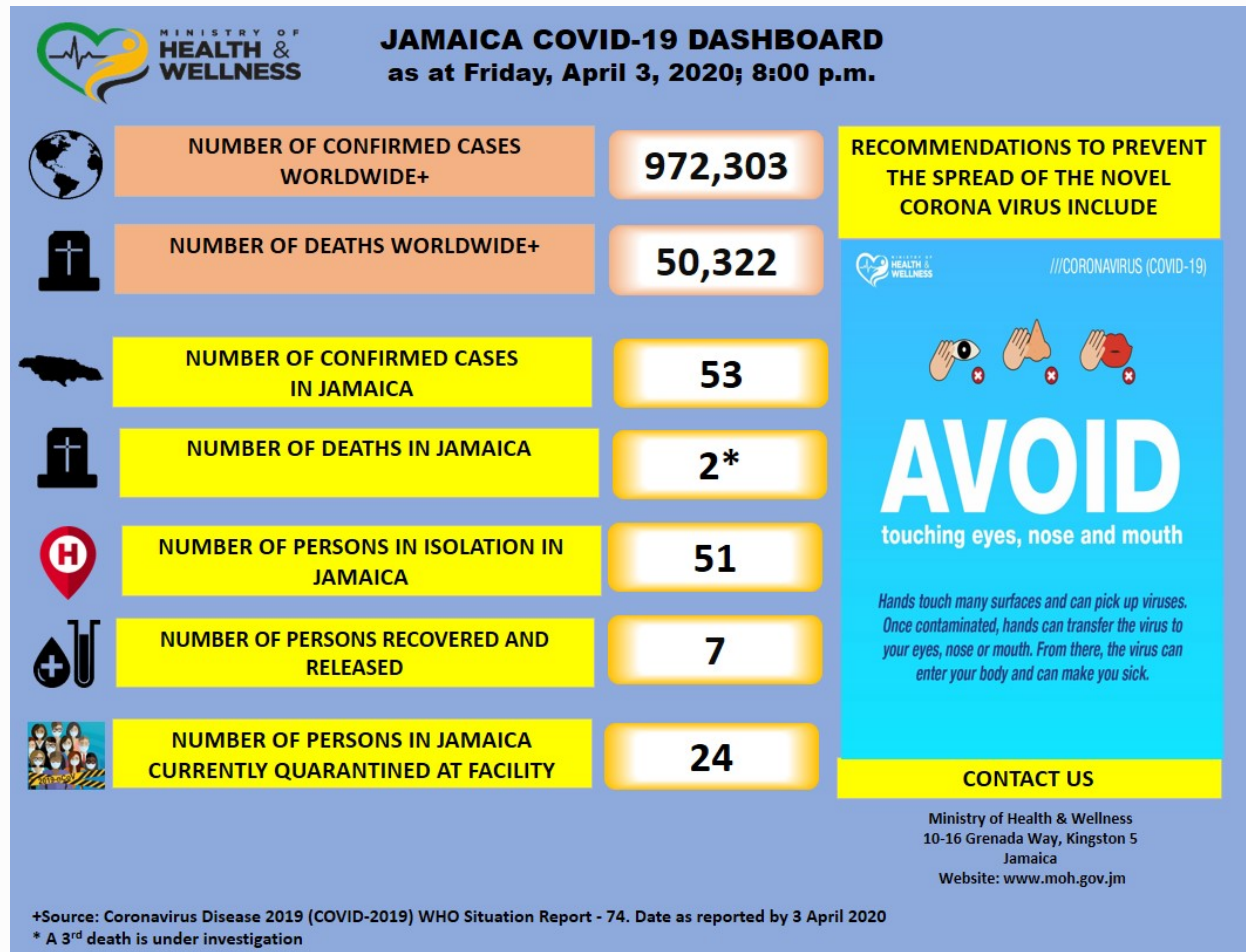 MINISTRY OF
HEALTH &
WELLNESS
JAMAICA COVID-19 DASHBOARD
as at Friday, April 3, 2020; 8:00 p.m.
NUMBER OF CONFIRMED CASES
WORLDWIDE+
972,303
NUMBER OF DEATHS WORLDWIDE+
50,322
NUMBER OF CONFIRMED CASES
IN JAMAICA
53
NUMBER OF DEATHS IN JAMAICA
2*
H
NUMBER OF PERSONS IN ISOLATION IN
JAMAICA
51
NUMBER OF PERSONS RECOVERED AND
RELEASED
7
NUMBER OF PERSONS IN JAMAICA
CURRENTLY QUARANTINED AT FACILITY
24
RECOMMENDATIONS TO PREVENT
THE SPREAD OF THE NOVEL
CORONA VIRUS INCLUDE
MINISTRY OF
HEALTH &
WELLNESS
///CORONAVIRUS (COVID-19)
AVOID
touching eyes, nose and mouth
Hands touch many surfaces and can pick up viruses.
Once contaminated, hands can transfer the virus to
your eyes, nose or mouth. From there, the virus can
enter your body and can make you sick.
CONTACT US
Ministry of Health & Wellness
10-16 Grenada Way, Kingston 5
Jamaica
Website: www.moh.gov.jm
+Source: Coronavirus Disease 2019 (COVID-2019) WHO Situation Report - 74. Date as reported by 3 April 2020
* A 3rd death is under investigation